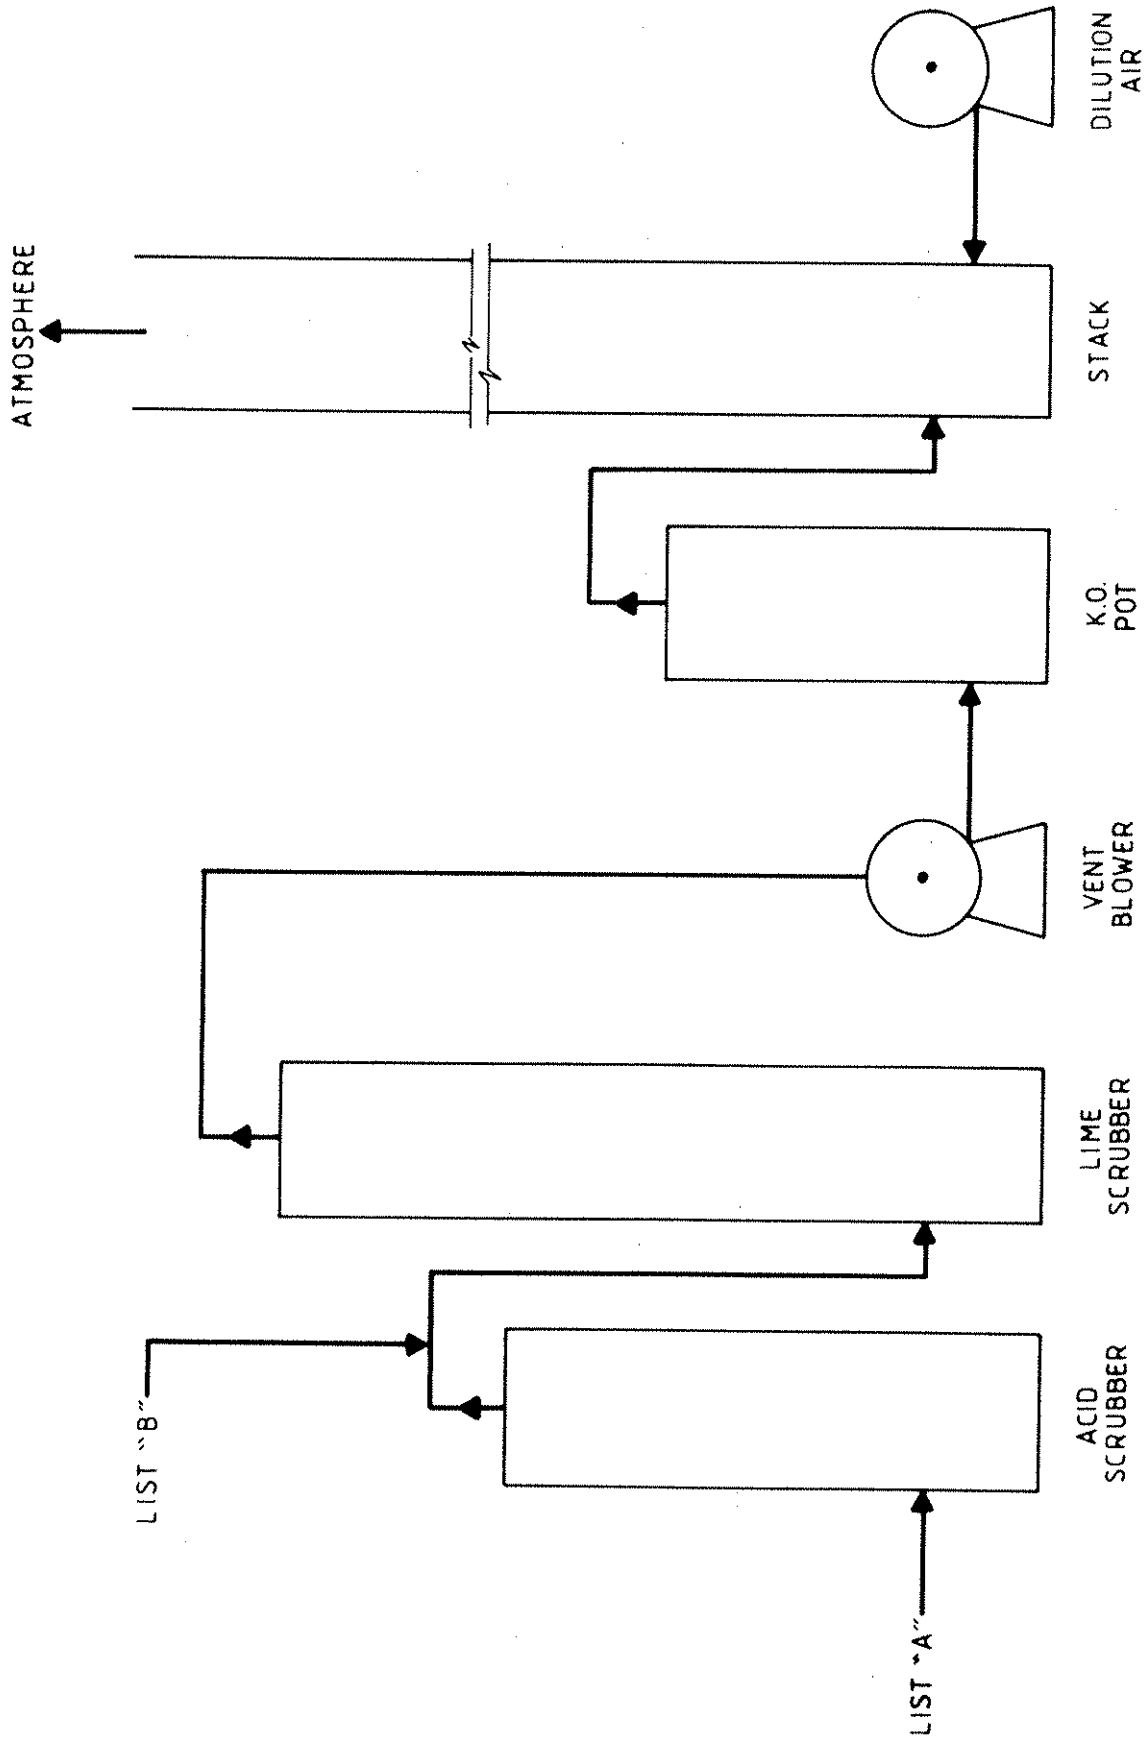 ATMOSPHERE
LIST "B"
LIST "A"
ACID
SCRUBBER
LIME
SCRUBBER
VENT
BLOWER
K.O.
POT
STACK
DILUTION
AIR